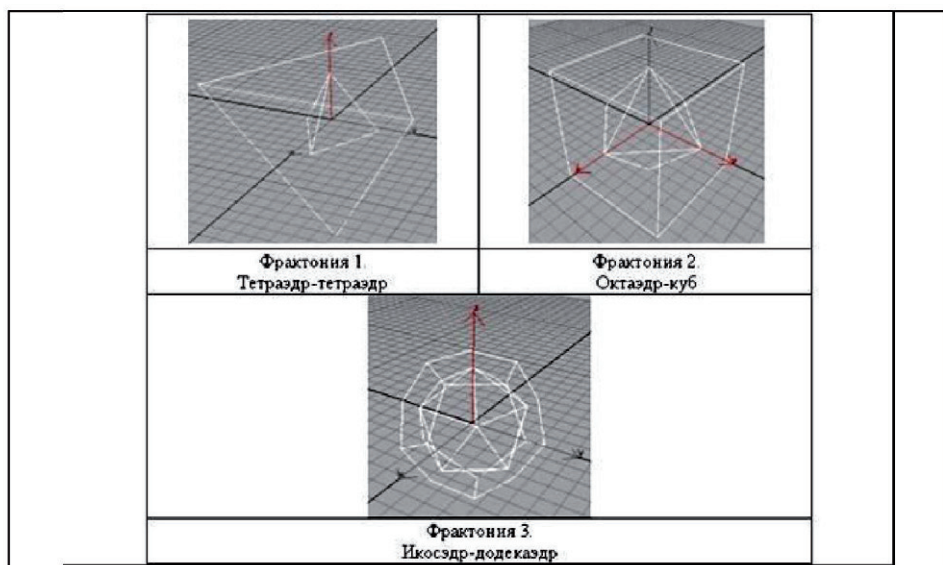 Фрактония 1.
Тетраэдр-тетраэдр
Фрактония 2.
Октаэдр-куб
Фрактония 3.
Икосэдр-додекаэдр